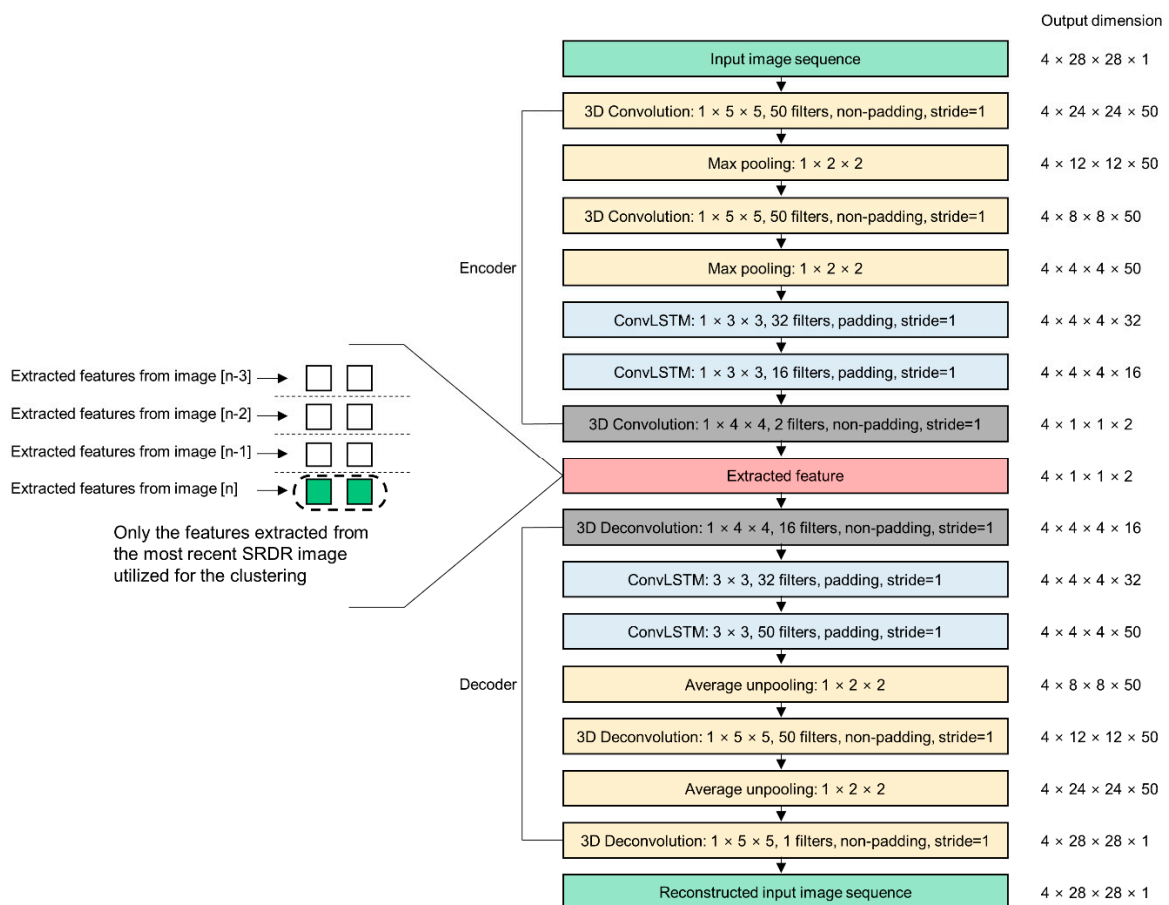 Output dimension
Input image sequence 4 × 28 × 28 × 1
3D Convolution: 1 × 5 × 5, 50 filters, non-padding, stride=1 4 × 24 × 24 × 50
Max pooling: 1 × 2 × 2 4 × 12 × 12 × 50
3D Convolution: 1 × 5 × 5, 50 filters, non-padding, stride=1 4 × 8 × 8 × 50
Encoder
Max pooling: 1 × 2 × 2 4 × 4 × 4 × 50
ConvLSTM: 1 × 3 × 3, 32 filters, padding, stride=1 4 × 4 × 4 × 32
ConvLSTM: 1 × 3 × 3, 16 filters, padding, stride=1 4 × 4 × 4 × 16
3D Convolution: 1 × 4 × 4, 2 filters, non-padding, stride=1 4 × 1 × 1 × 2
Extracted feature 4 × 1 × 1 × 2
3D Deconvolution: 1 × 4 × 4, 16 filters, non-padding, stride=1 4 × 4 × 4 × 16
ConvLSTM: 3 × 3, 32 filters, padding, stride=1 4 × 4 × 4 × 32
ConvLSTM: 3 × 3, 50 filters, padding, stride=1 4 × 4 × 4 × 50
Decoder
Average unpooling: 1 × 2 × 2 4 × 8 × 8 × 50
3D Deconvolution: 1 × 5 × 5, 50 filters, non-padding, stride=1 4 × 12 × 12 × 50
Average unpooling: 1 × 2 × 2 4 × 24 × 24 × 50
3D Deconvolution: 1 × 5 × 5, 1 filters, non-padding, stride=1 4 × 28 × 28 × 1
Reconstructed input image sequence 4 × 28 × 28 × 1
Extracted features from image [n-3]
Extracted features from image [n-2]
Extracted features from image [n-1]
Extracted features from image [n]
Only the features extracted from
the most recent SRDR image
utilized for the clustering